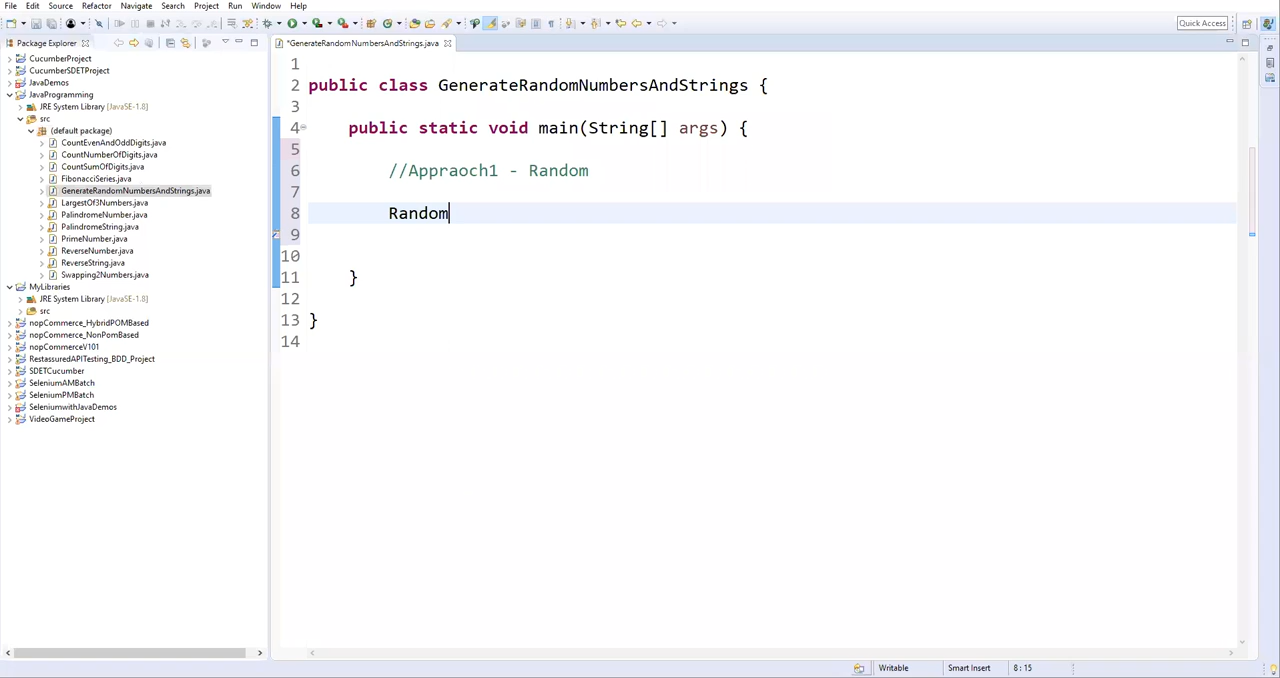 File Edit Source Refactor Navigate Search Project Run Window Help
Quick Access
Package Explorer
*GenerateRandomNumbersAndStrings.java
CucumberProject
CucumberSDETProject
JavaDemos
JavaProgramming
JRE System Library [JavaSE-1.8]
src
(default package)
CountEvenAndOddDigits.java
CountNumberOfDigits.java
CountSumOfDigits.java
FibonacciSeries.java
GenerateRandomNumbersAndStrings.java
LargestOf3Numbers.java
PalindromeNumber.java
PalindromeString.java
PrimeNumber.java
ReverseNumber.java
ReverseString.java
Swapping2Numbers.java
MyLibraries
JRE System Library [JavaSE-1.8]
src
nopCommerce_HybridPOMBased
nopCommerce_NonPomBased
nopCommerceV101
RestassuredAPITesting_BDD_Project
SDETCucumber
SeleniumAMBatch
SeleniumPMBatch
SeleniumwithJavaDemos
VideoGameProject
1
2 public class GenerateRandomNumbersAndStrings {
3
4 public static void main(String[] args) {
5
6 //Appraoch1 - Random
7
8 Random
9
10
11 }
12
13 }
14
Writable Smart Insert 8 : 15